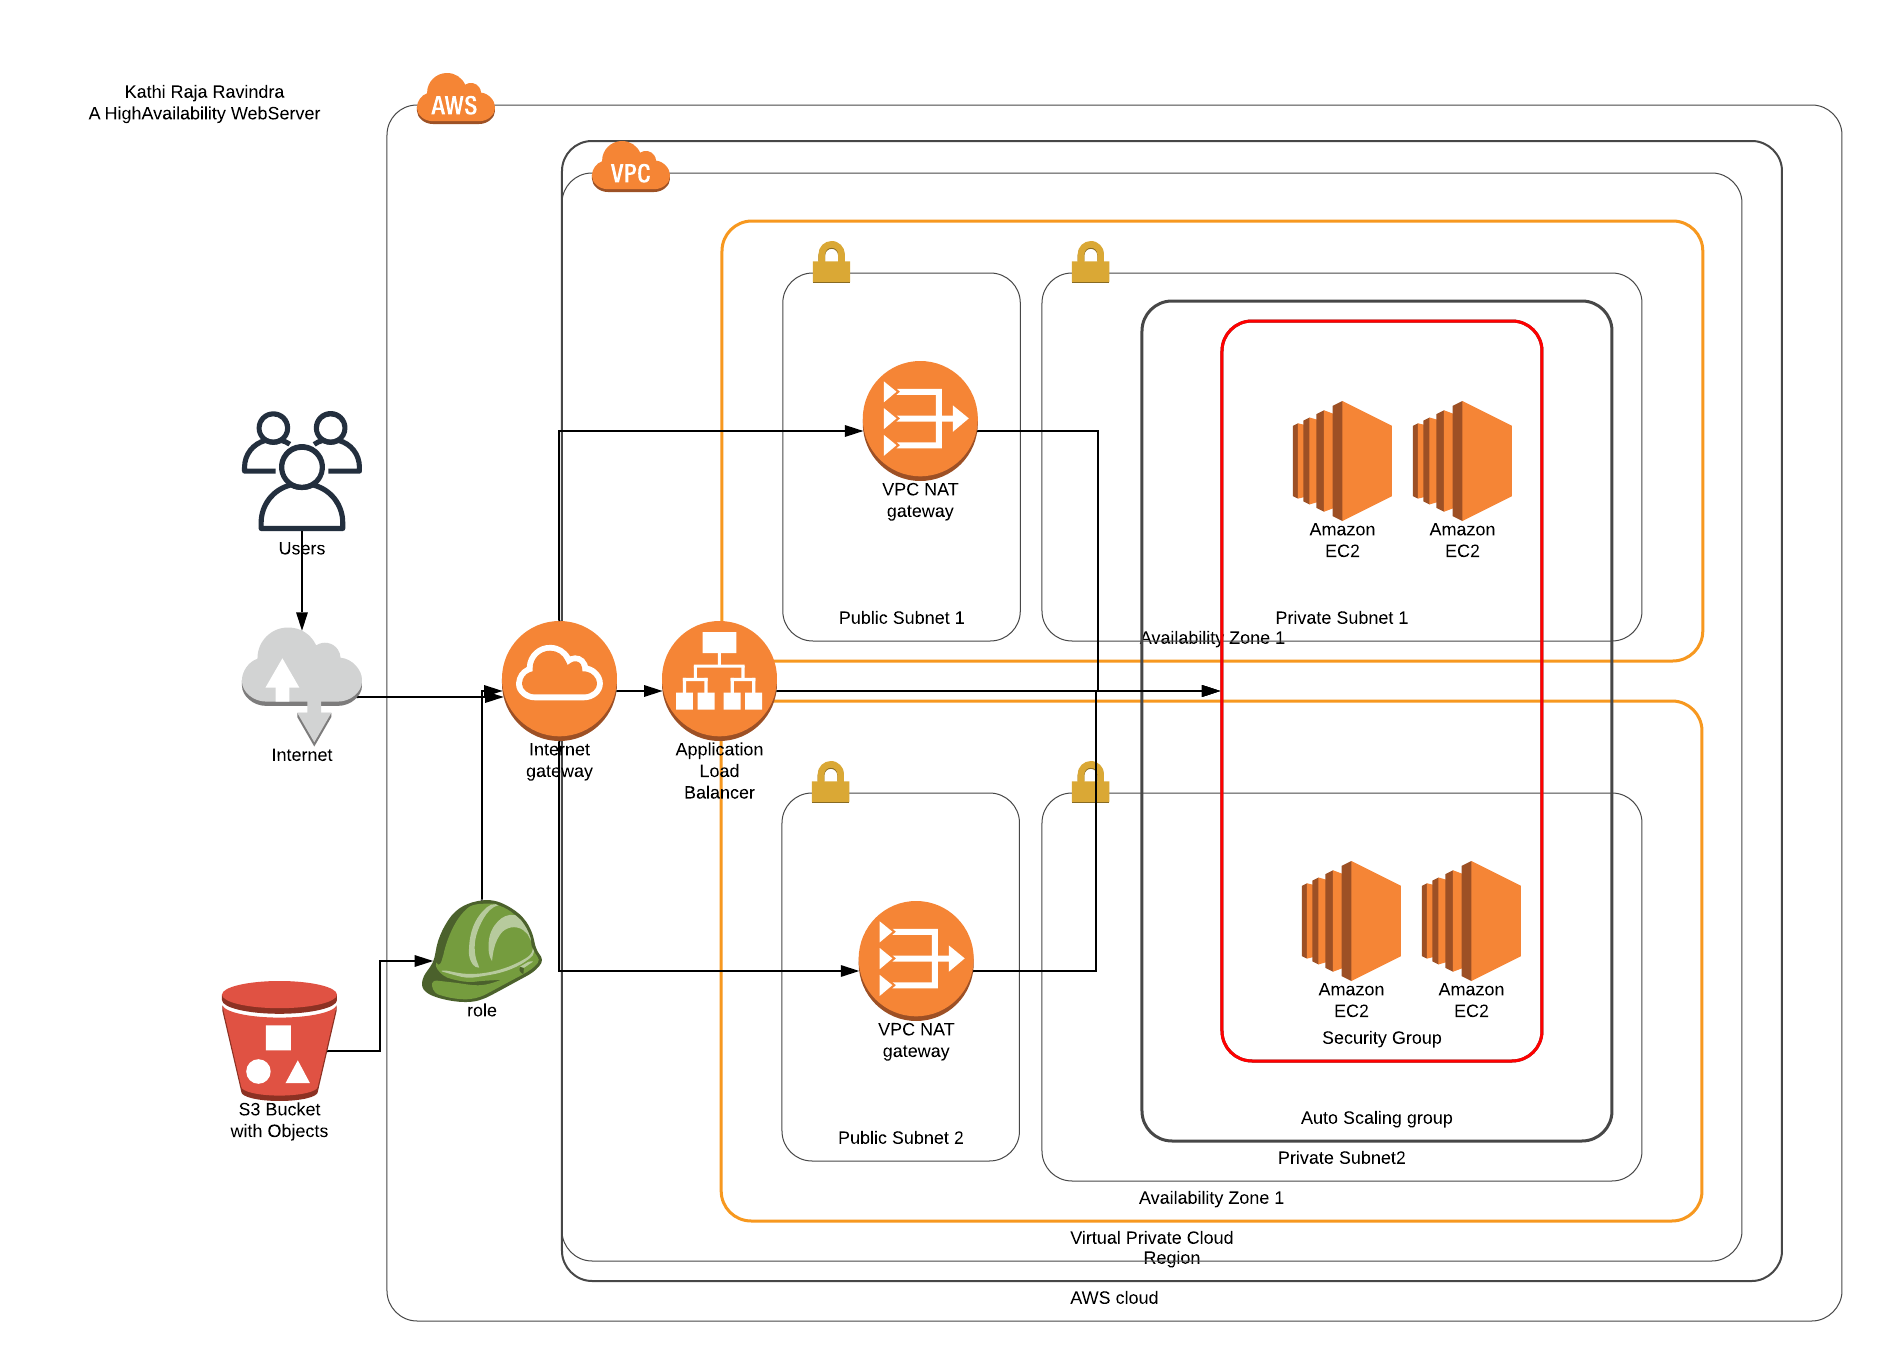 Kathi Raja Ravindra
A HighAvailability WebServer
AWS
VPC
VPC NAT
gateway
Amazon
EC2
Amazon
EC2
Users
Public Subnet 1
Private Subnet 1
Availability Zone 1
Internet
Internet
gateway
Application
Load
Balancer
role
VPC NAT
gateway
Amazon
EC2
Amazon
EC2
Security Group
S3 Bucket
with Objects
Auto Scaling group
Public Subnet 2
Private Subnet2
Availability Zone 1
Virtual Private Cloud
Region
AWS cloud